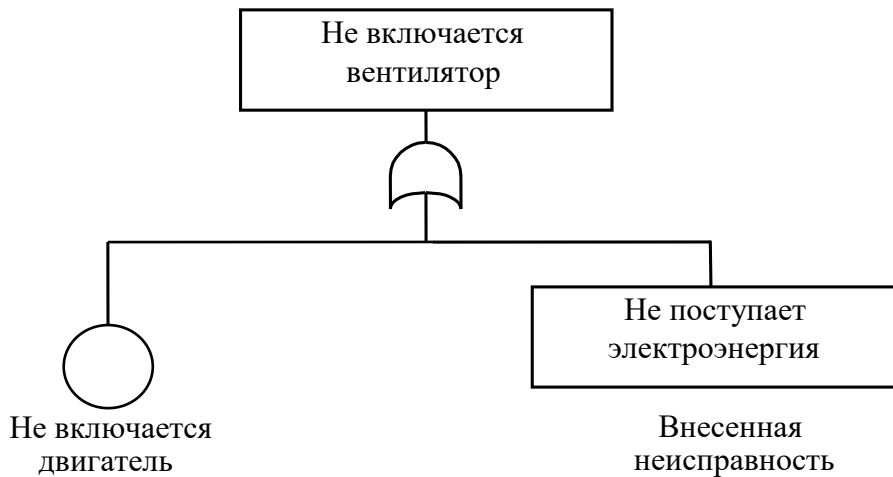 Не включается
вентилятор
Не поступает
электроэнергия
Не включается
двигатель
Внесенная
неисправность